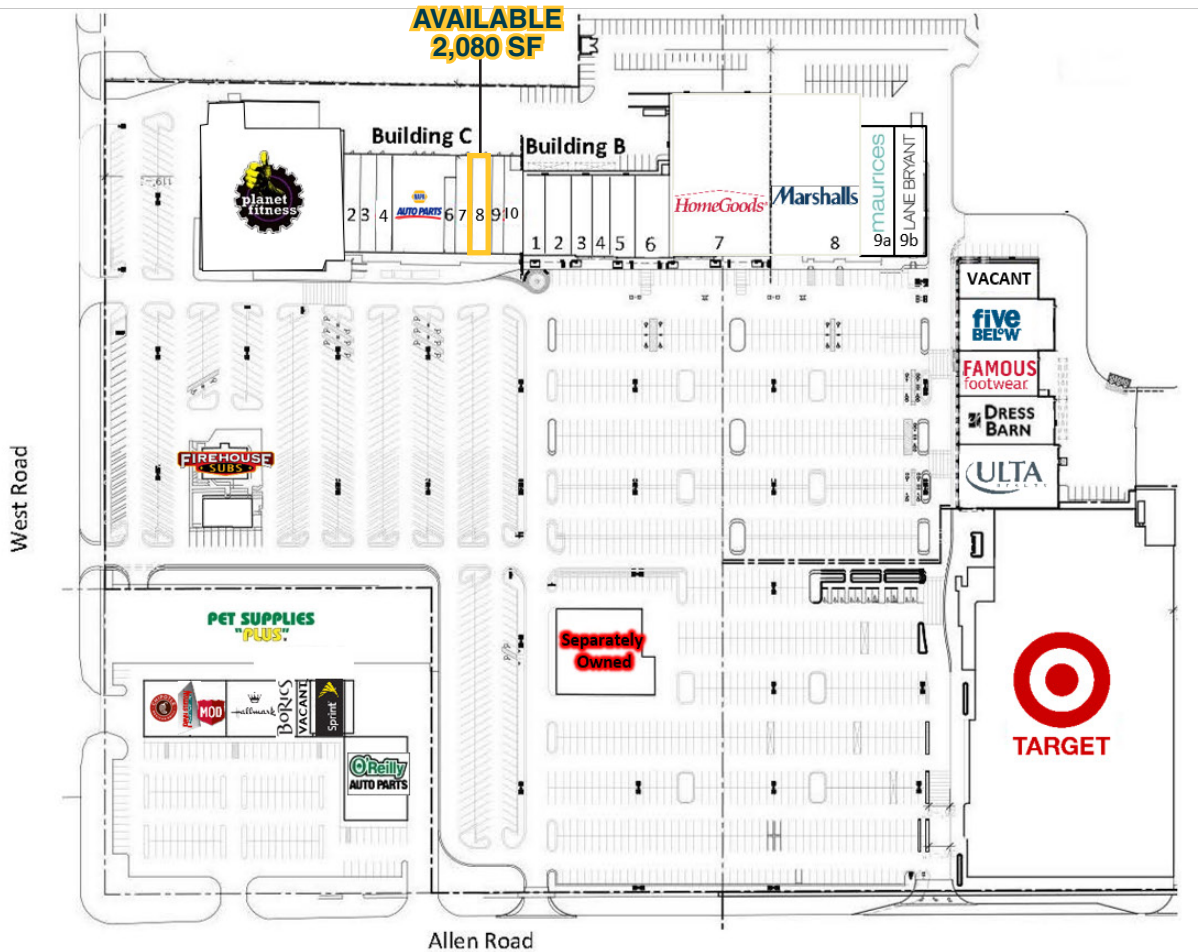 AVAILABLE
2,080 SF
Building C
Building B
planet
fitness
2 3 4
NAPA
AUTO PARTS
6 7 8 9 10
1 2 3 4 5 6
HomeGoods
7
Marshalls
8
maurices
9a
LANE BRYANT
9b
VACANT
five
BELOW
FAMOUS
footwear
DRESS
BARN
ULTA
BEAUTY
West Road
FIREHOUSE
SUBS
PET SUPPLIES
"PLUS".
MOD
Hallmark
BORICS
VACANT
Sprint
O'Reilly
AUTO PARTS
Separately
Owned
TARGET
Allen Road